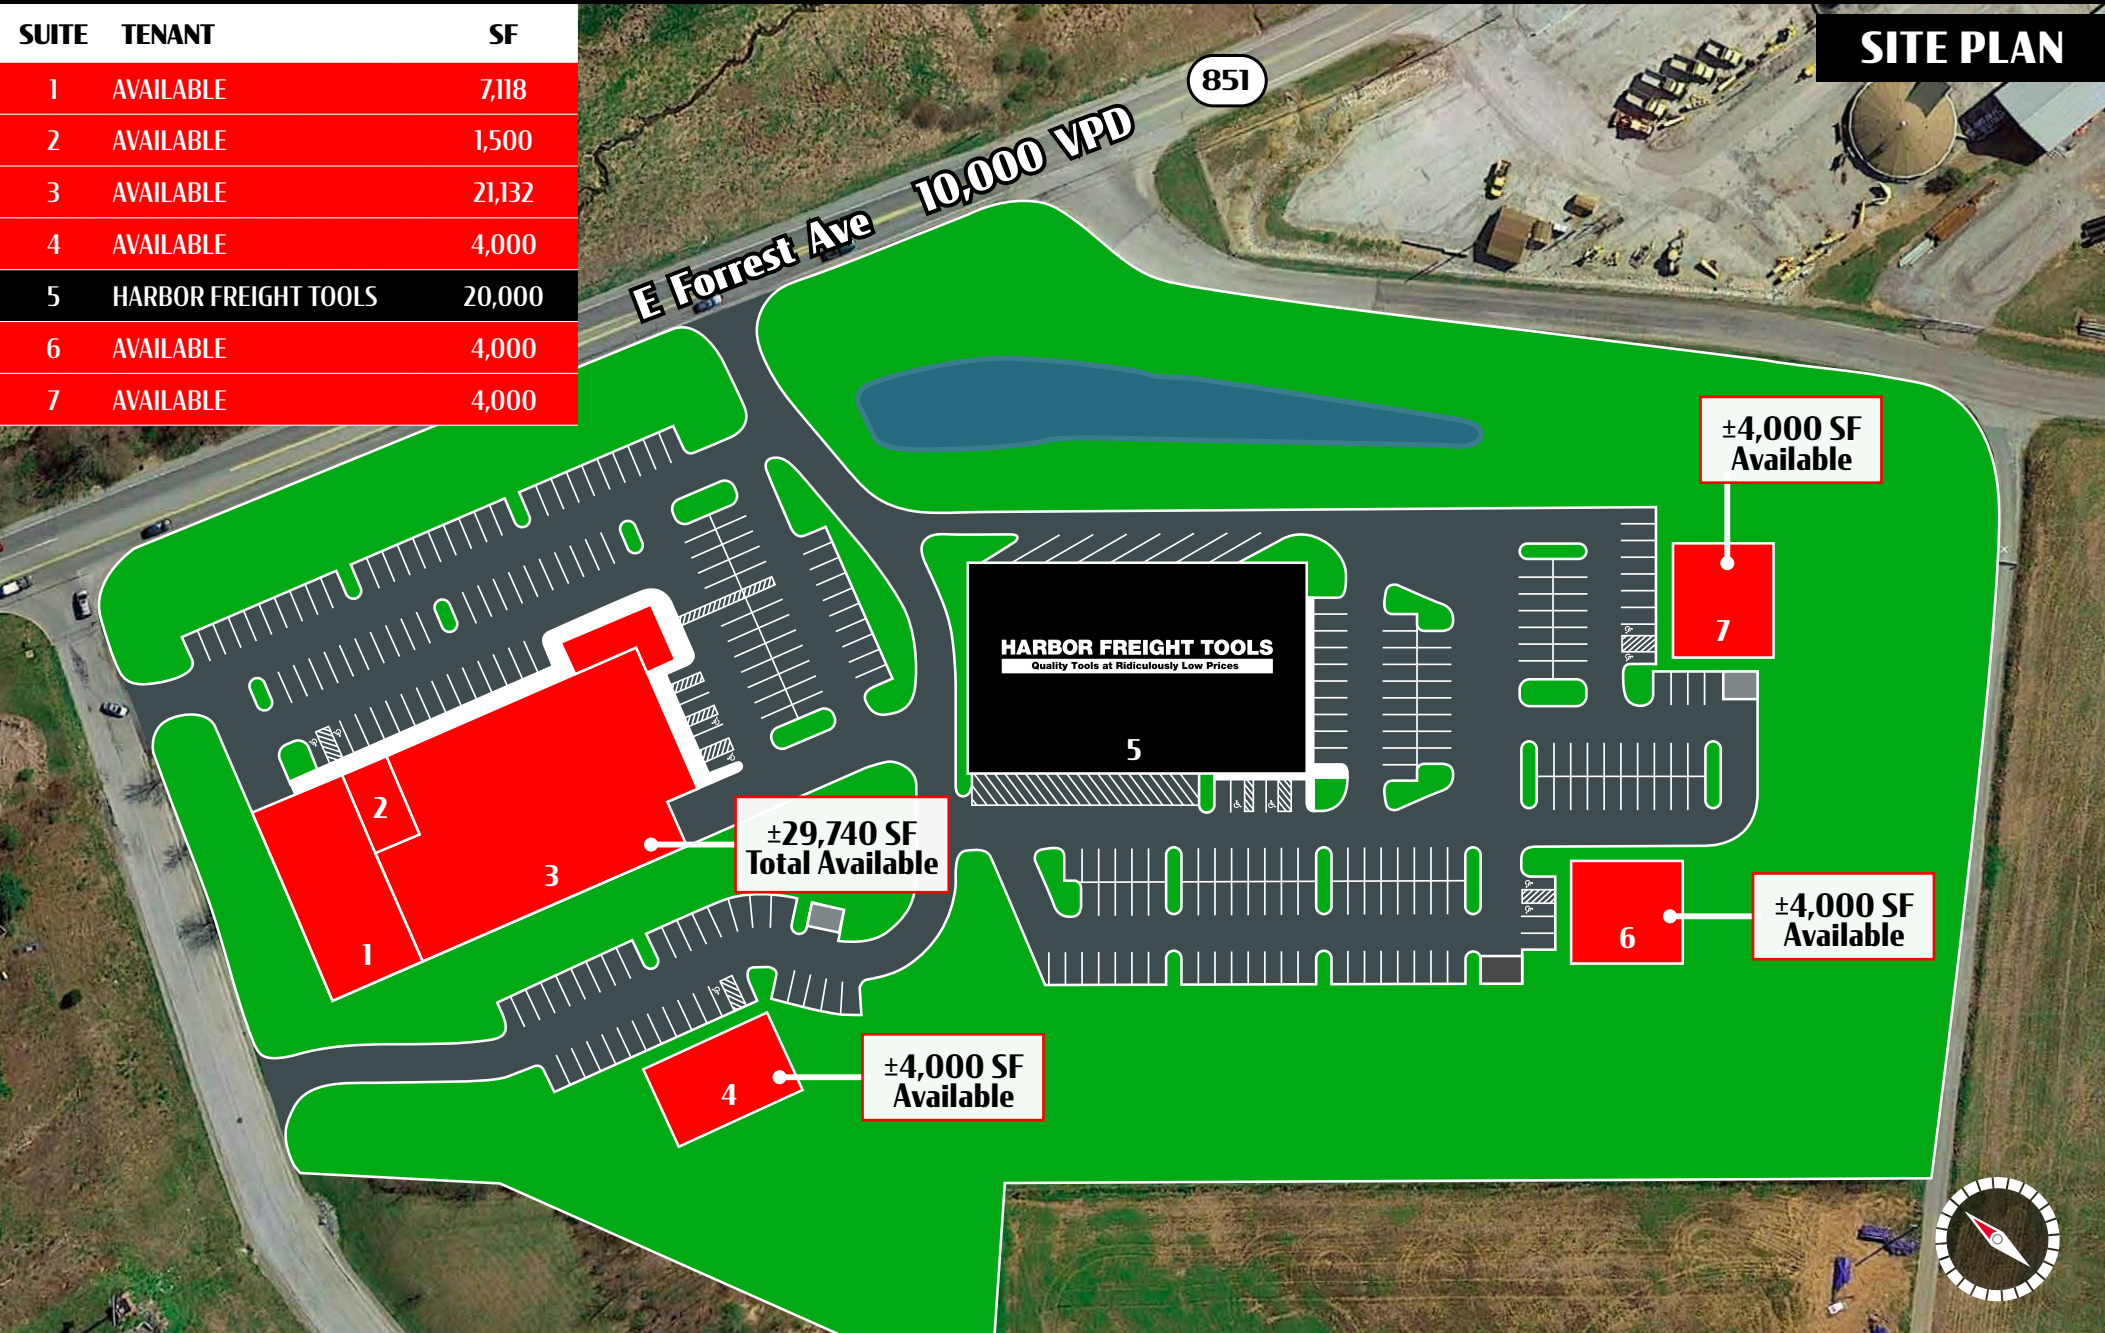 SUITE TENANT SF
1 AVAILABLE 7,118
2 AVAILABLE 1,500
3 AVAILABLE 21,132
4 AVAILABLE 4,000
5 HARBOR FREIGHT TOOLS 20,000
6 AVAILABLE 4,000
7 AVAILABLE 4,000
SITE PLAN
851
E Forrest Ave 10,000 VPD
±4,000 SF
Available
7
HARBOR FREIGHT TOOLS
Quality Tools at Ridiculously Low Prices
5
2
±29,740 SF
Total Available
3
1
±4,000 SF
Available
6
±4,000 SF
Available
4